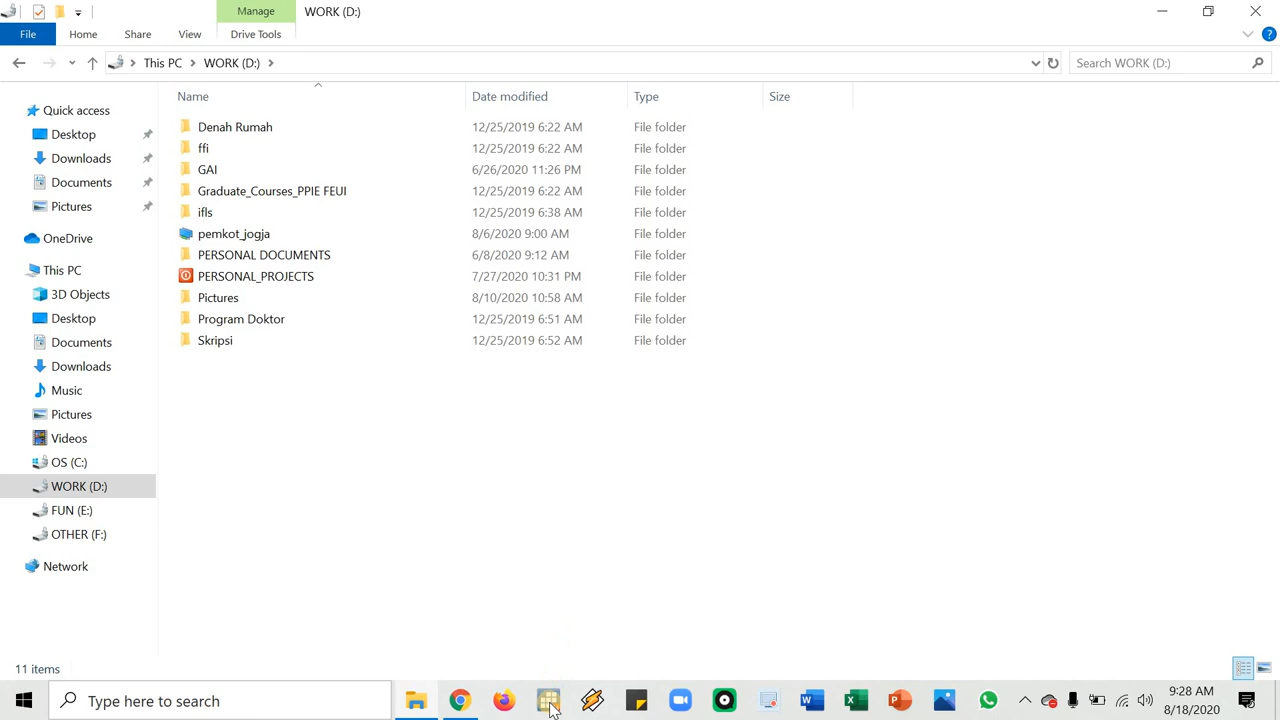 Manage
WORK (D:)
File
Home
Share
View
Drive Tools
This PC
WORK (D:)
Search WORK (D:)
Name
Date modified
Type
Size
Quick access
Desktop
Downloads
Documents
Pictures
OneDrive
This PC
3D Objects
Desktop
Documents
Downloads
Music
Pictures
Videos
OS (C:)
WORK (D:)
FUN (E:)
OTHER (F:)
Network
Denah Rumah 12/25/2019 6:22 AM File folder
ffi 12/25/2019 6:22 AM File folder
GAI 6/26/2020 11:26 PM File folder
Graduate_Courses_PPIE FEUI 12/25/2019 6:22 AM File folder
ifls 12/25/2019 6:38 AM File folder
pemkot_jogja 8/6/2020 9:00 AM File folder
PERSONAL DOCUMENTS 6/8/2020 9:12 AM File folder
PERSONAL_PROJECTS 7/27/2020 10:31 PM File folder
Pictures 8/10/2020 10:58 AM File folder
Program Doktor 12/25/2019 6:51 AM File folder
Skripsi 12/25/2019 6:52 AM File folder
11 items
Type here to search
9:28 AM
8/18/2020